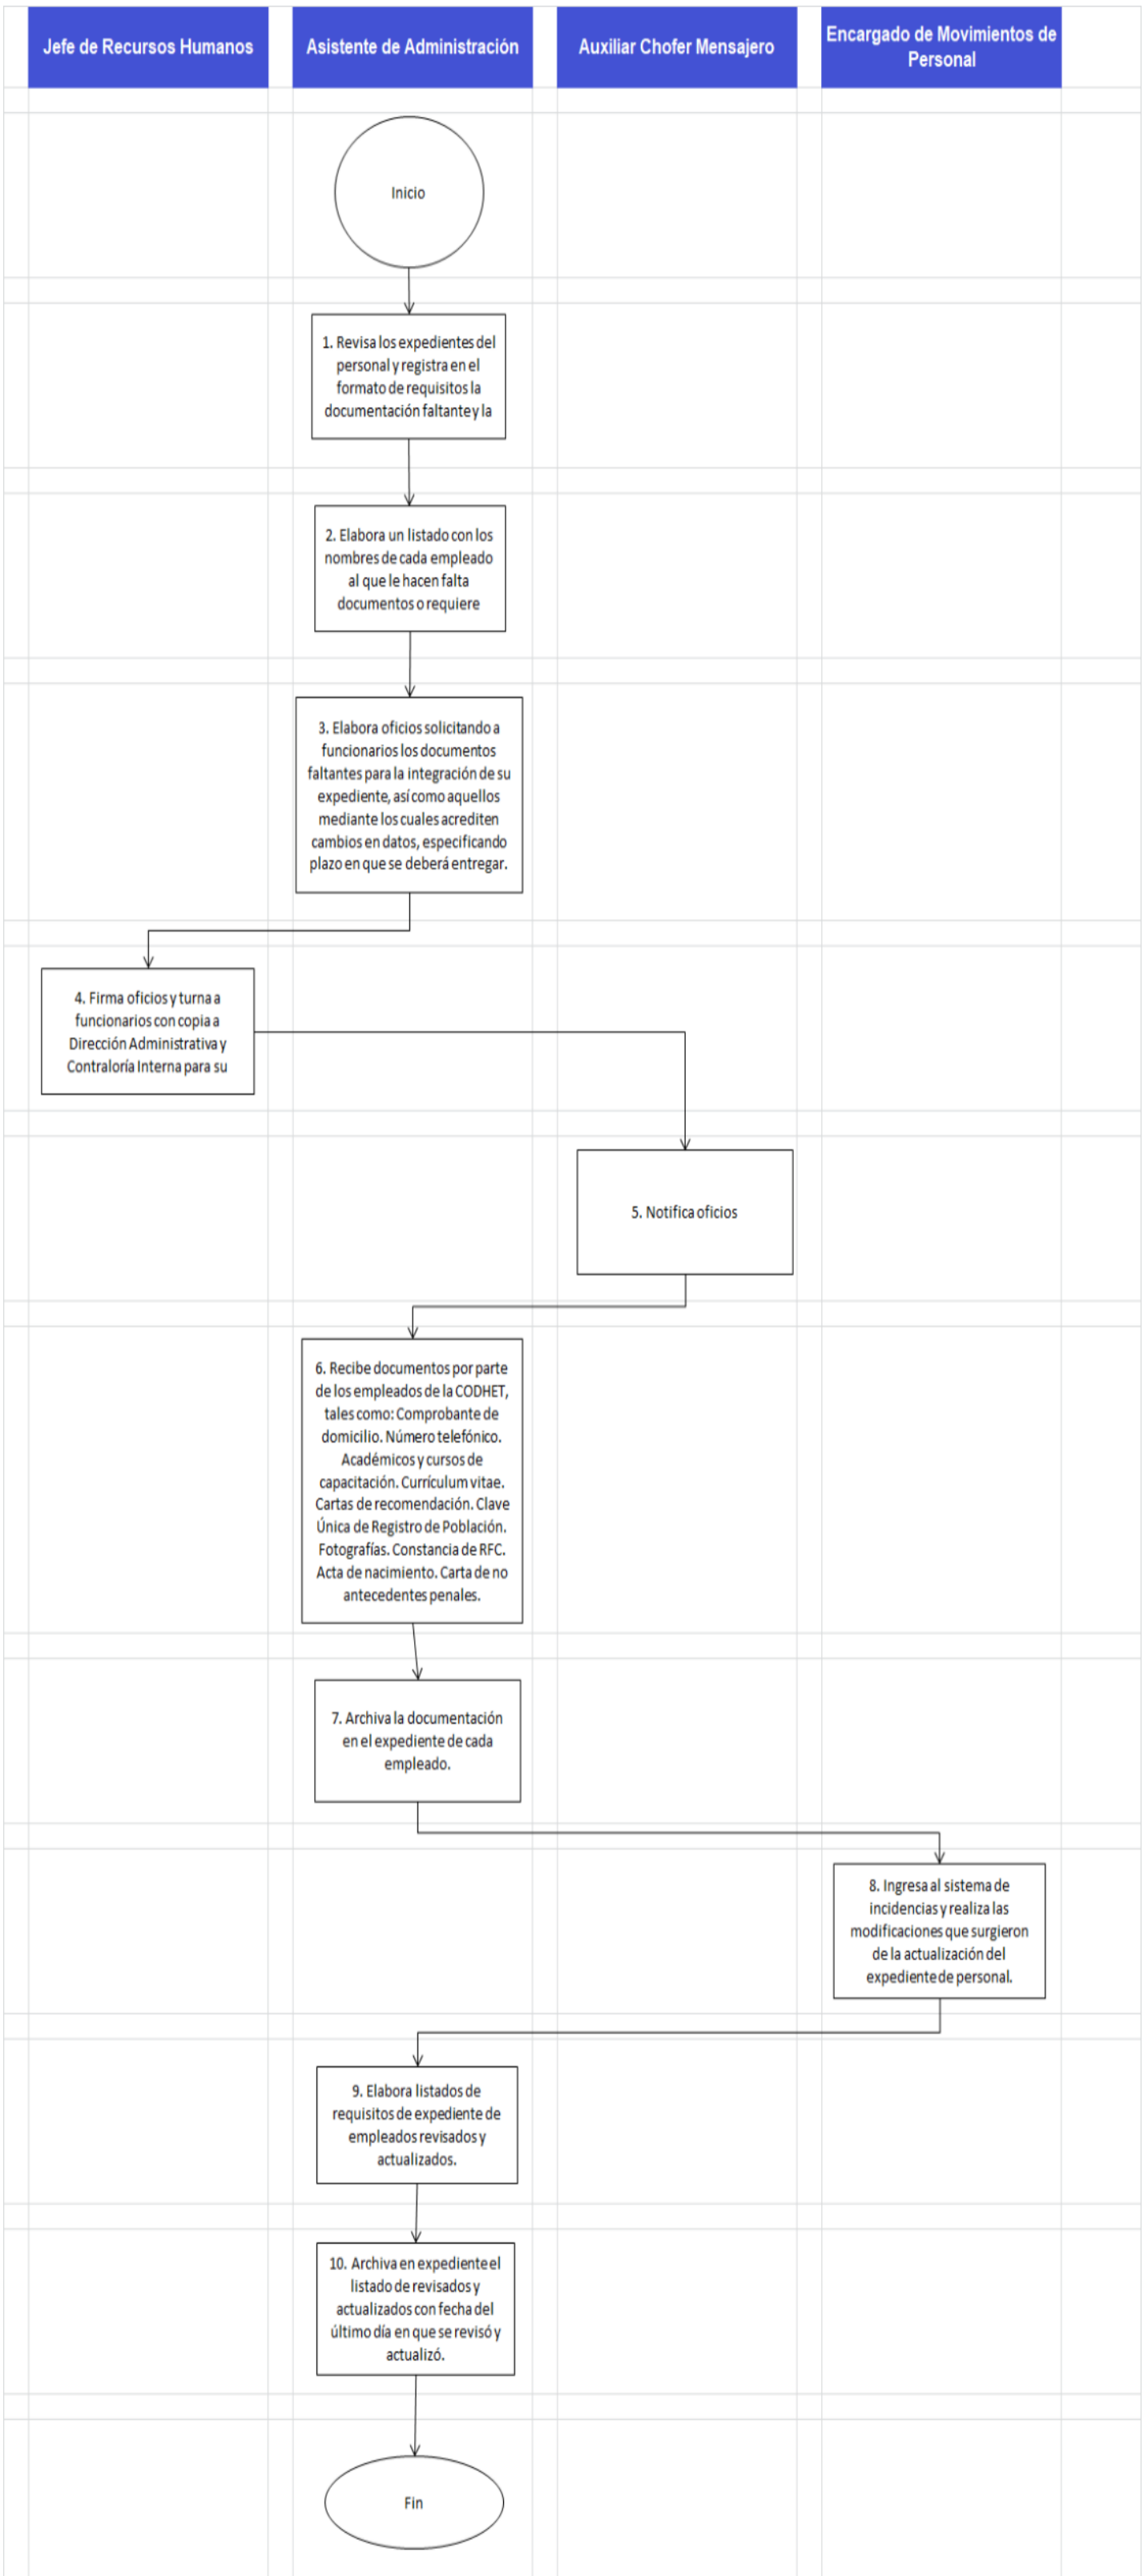 Jefe de Recursos Humanos
Asistente de Administración
Auxiliar Chofer Mensajero
Encargado de Movimientos de
Personal
Inicio
1. Revisa los expedientes del
personal y registra en el
formato de requisitos la
documentación faltante y la
2. Elabora un listado con los
nombres de cada empleado
al que le hacen falta
documentos o requiere
3. Elabora oficios solicitando a
funcionarios los documentos
faltantes para la integración de su
expediente, así como aquellos
mediante los cuales acrediten
cambios en datos, especificando
plazo en que se deberá entregar.
4. Firma oficios y turna a
funcionarios con copia a
Dirección Administrativa y
Contraloría Interna para su
5. Notifica oficios
6. Recibe documentos por parte
de los empleados de la CODHET,
tales como: Comprobante de
domicilio. Número telefónico.
Académicos y cursos de
capacitación. Currículum vitae.
Cartas de recomendación. Clave
Única de Registro de Población.
Fotografías. Constancia de RFC.
Acta de nacimiento. Carta de no
antecedentes penales.
7. Archiva la documentación
en el expediente de cada
empleado.
8. Ingresa al sistema de
incidencias y realiza las
modificaciones que surgieron
de la actualización del
expediente de personal.
9. Elabora listados de
requisitos de expediente de
empleados revisados y
actualizados.
10. Archiva en expediente el
listado de revisados y
actualizados con fecha del
último día en que se revisó y
actualizó.
Fin